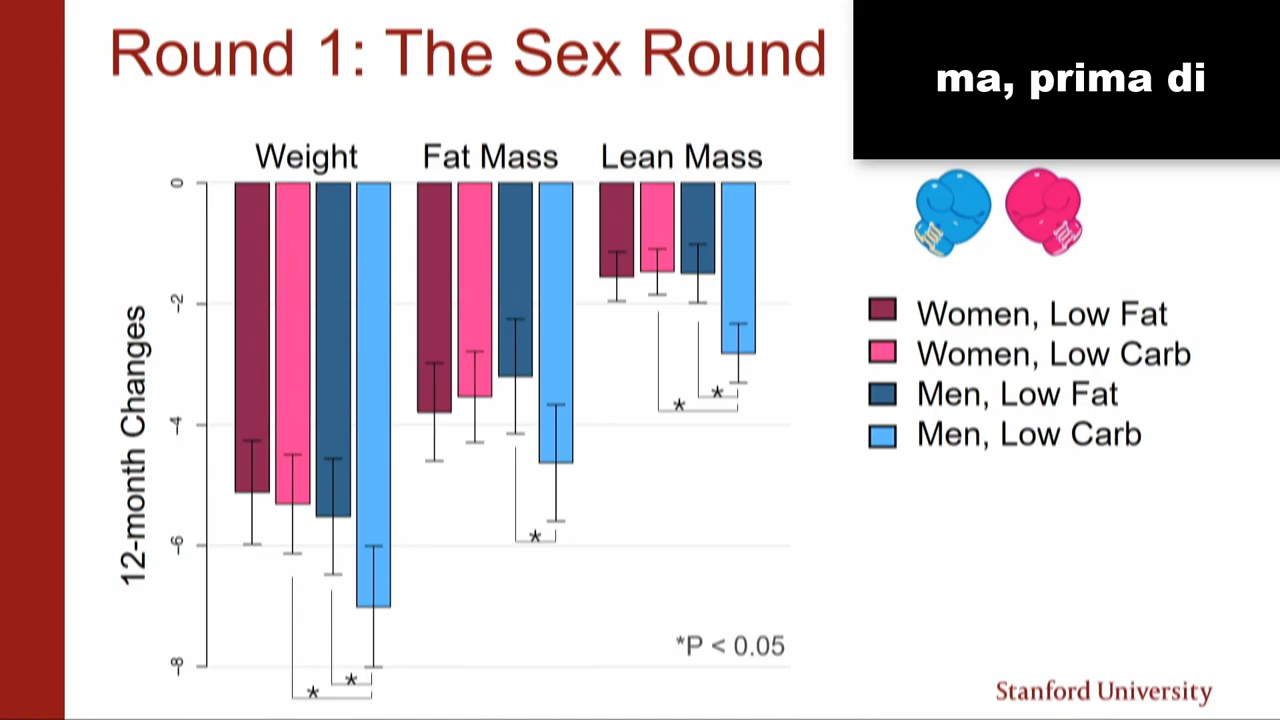 Round 1: The Sex Round
ma, prima di
Weight
Fat Mass
Lean Mass
12-month Changes
0
-2
-4
-6
-8
*
*
*
*
*
*P < 0.05
Women, Low Fat
Women, Low Carb
Men, Low Fat
Men, Low Carb
Stanford University